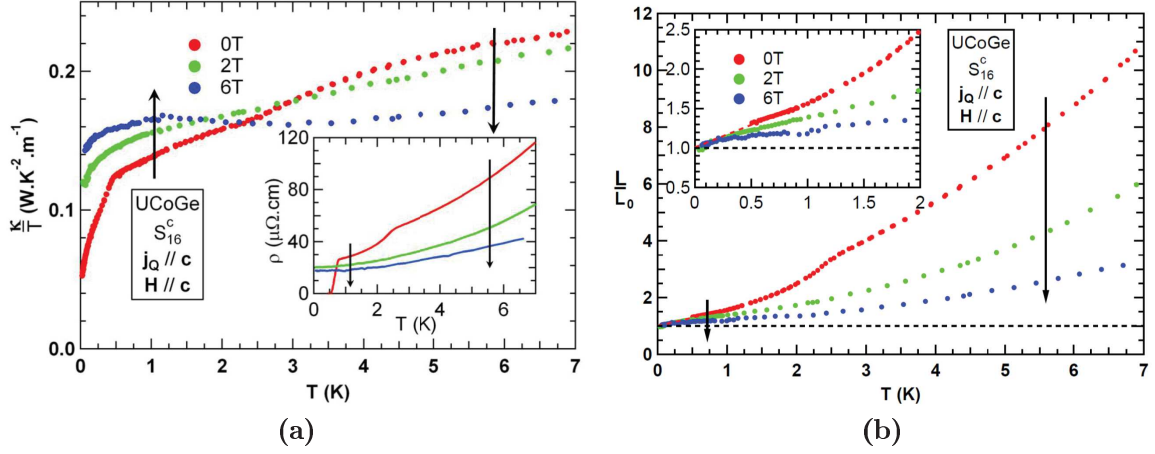 0T
2T
6T
UCoGe
S₁₆ᶜ
j_Q // c
H // c
κ/T (W.K⁻².m⁻¹)
0.2
0.1
0.0
0 1 2 3 4 5 6 7
T (K)
ρ (μΩ.cm)
120
80
40
0
0 2 4 6
T (K)
(a)
L/L₀
12
10
8
6
4
2
0
0 1 2 3 4 5 6 7
T (K)
2.5
2.0
1.5
1.0
0.5
0 0.5 1 1.5 2
0T
2T
6T
UCoGe
S₁₆ᶜ
j_Q // c
H // c
(b)